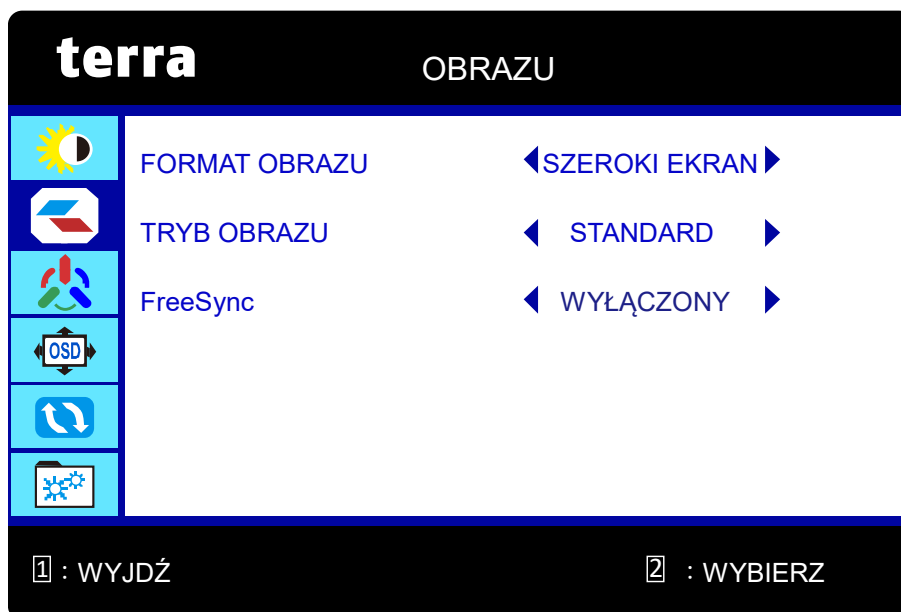 terra
OBRAZU
FORMAT OBRAZU SZEROKI EKRAN
TRYB OBRAZU STANDARD
FreeSync WYŁĄCZONY
OSD
1 : WYJDŹ 2 : WYBIERZ